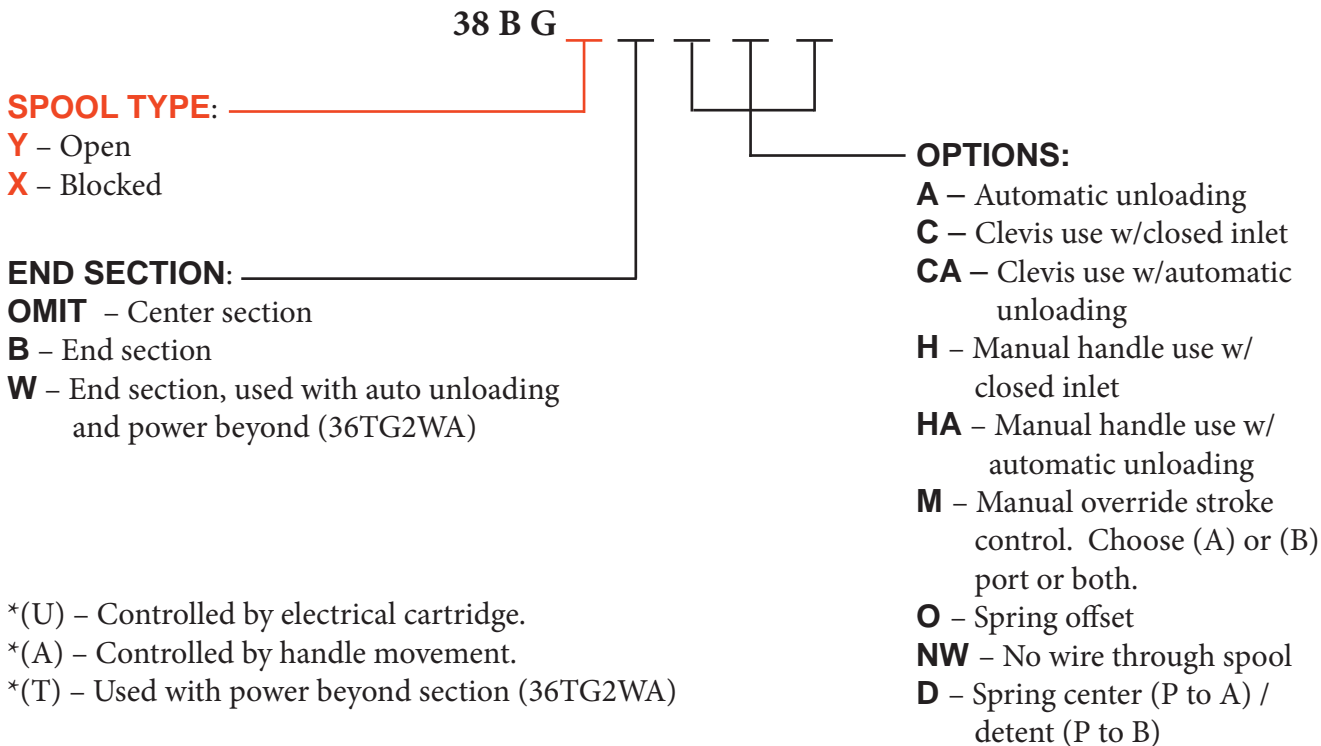 38 B G
SPOOL TYPE:
Y – Open
X – Blocked
END SECTION:
OMIT – Center section
B – End section
W – End section, used with auto unloading
and power beyond (36TG2WA)
*(U) – Controlled by electrical cartridge.
*(A) – Controlled by handle movement.
*(T) – Used with power beyond section (36TG2WA)
OPTIONS:
A – Automatic unloading
C – Clevis use w/closed inlet
CA – Clevis use w/automatic
unloading
H – Manual handle use w/
closed inlet
HA – Manual handle use w/
automatic unloading
M – Manual override stroke
control. Choose (A) or (B)
port or both.
O – Spring offset
NW – No wire through spool
D – Spring center (P to A) /
detent (P to B)